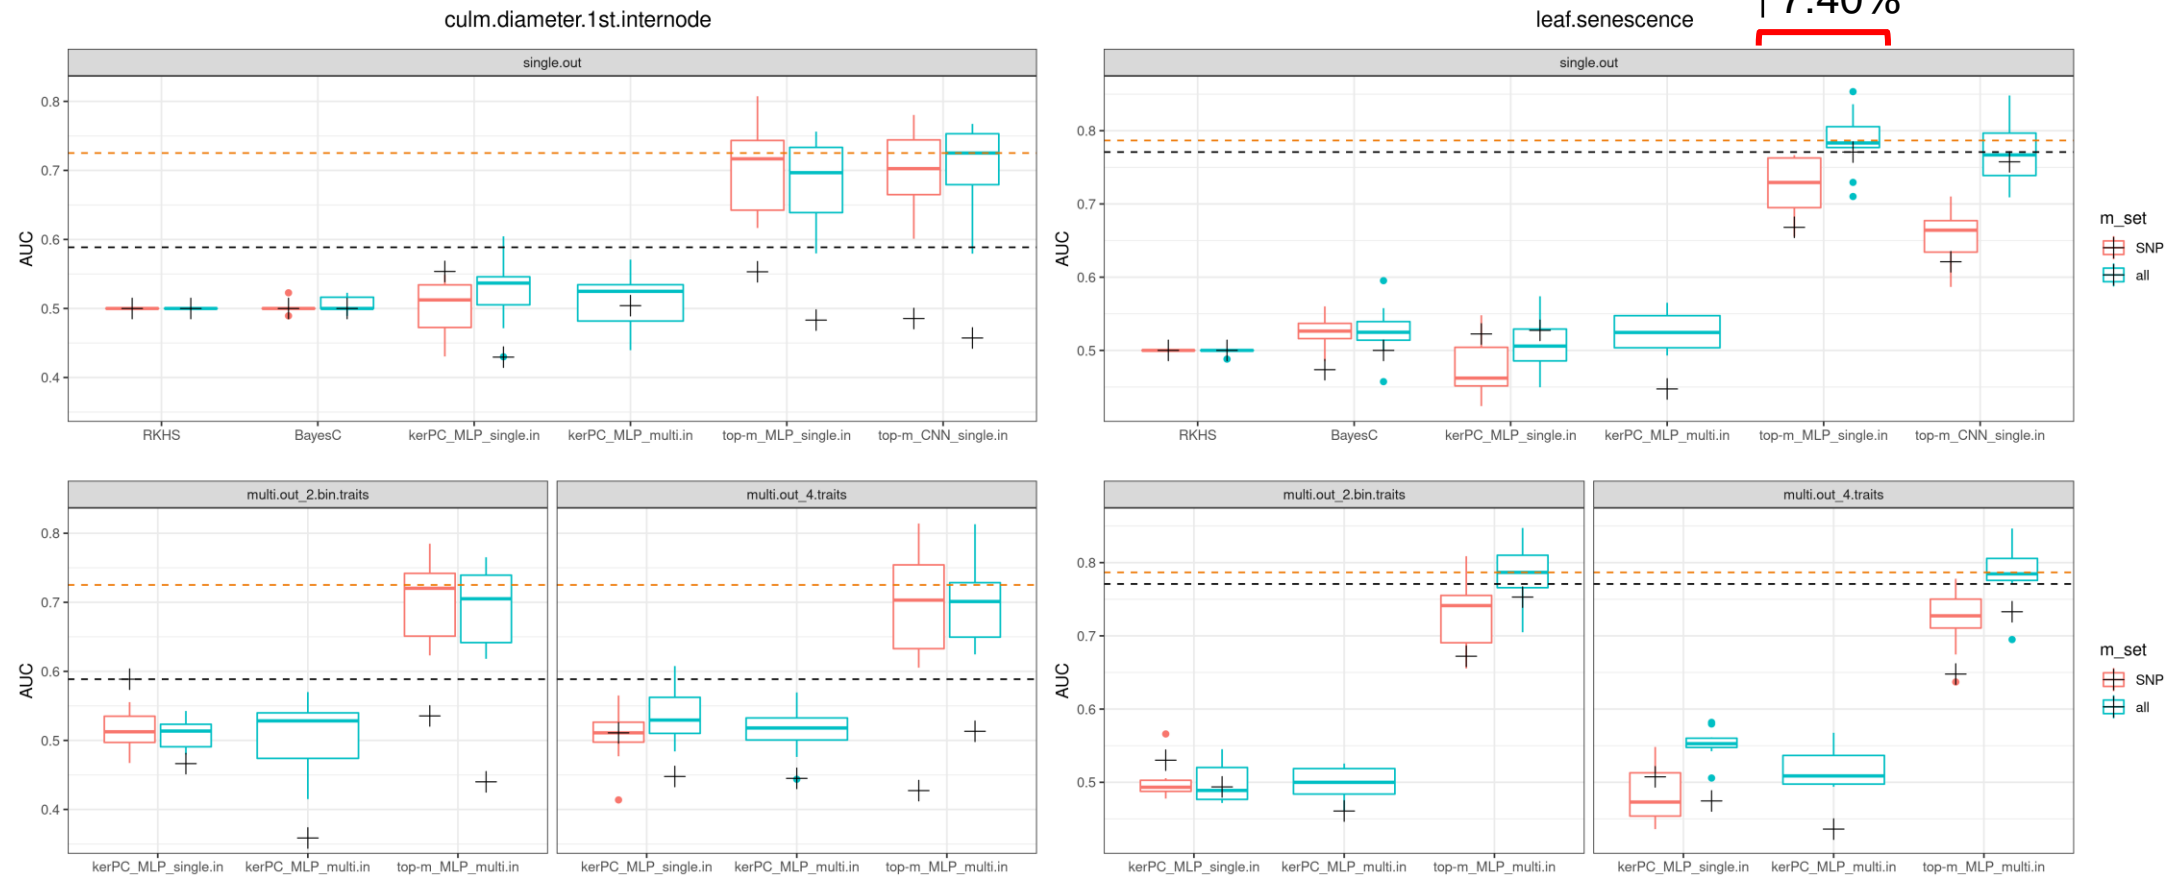 culm.diameter.1st.internode
leaf.senescence
7.40%
single.out
single.out
AUC
0.8
0.7
0.6
0.5
0.4
RKHS BayesC kerPC_MLP_single.in kerPC_MLP_multi.in top-m_MLP_single.in top-m_CNN_single.in
AUC
0.8
0.7
0.6
0.5
RKHS BayesC kerPC_MLP_single.in kerPC_MLP_multi.in top-m_MLP_single.in top-m_CNN_single.in
m_set
SNP
all
multi.out_2.bin.traits multi.out_4.traits
AUC
0.8
0.7
0.6
0.5
0.4
kerPC_MLP_single.in kerPC_MLP_multi.in top-m_MLP_multi.in kerPC_MLP_single.in kerPC_MLP_multi.in top-m_MLP_multi.in
multi.out_2.bin.traits multi.out_4.traits
AUC
0.8
0.7
0.6
0.5
kerPC_MLP_single.in kerPC_MLP_multi.in top-m_MLP_multi.in kerPC_MLP_single.in kerPC_MLP_multi.in top-m_MLP_multi.in
m_set
SNP
all